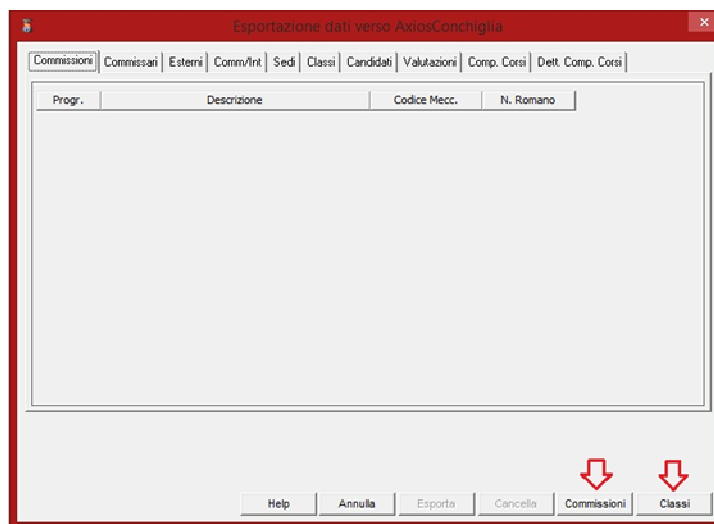 Esportazione dati verso AxiosConchiglia
Commissioni Commissari Esterni Comm/Int Sedi Classi Candidati Valutazioni Comp. Corsi Dett. Comp. Corsi
Progr. Descrizione Codice Mecc. N. Romano
Help Annulla Esporta Cancella Commissioni Classi